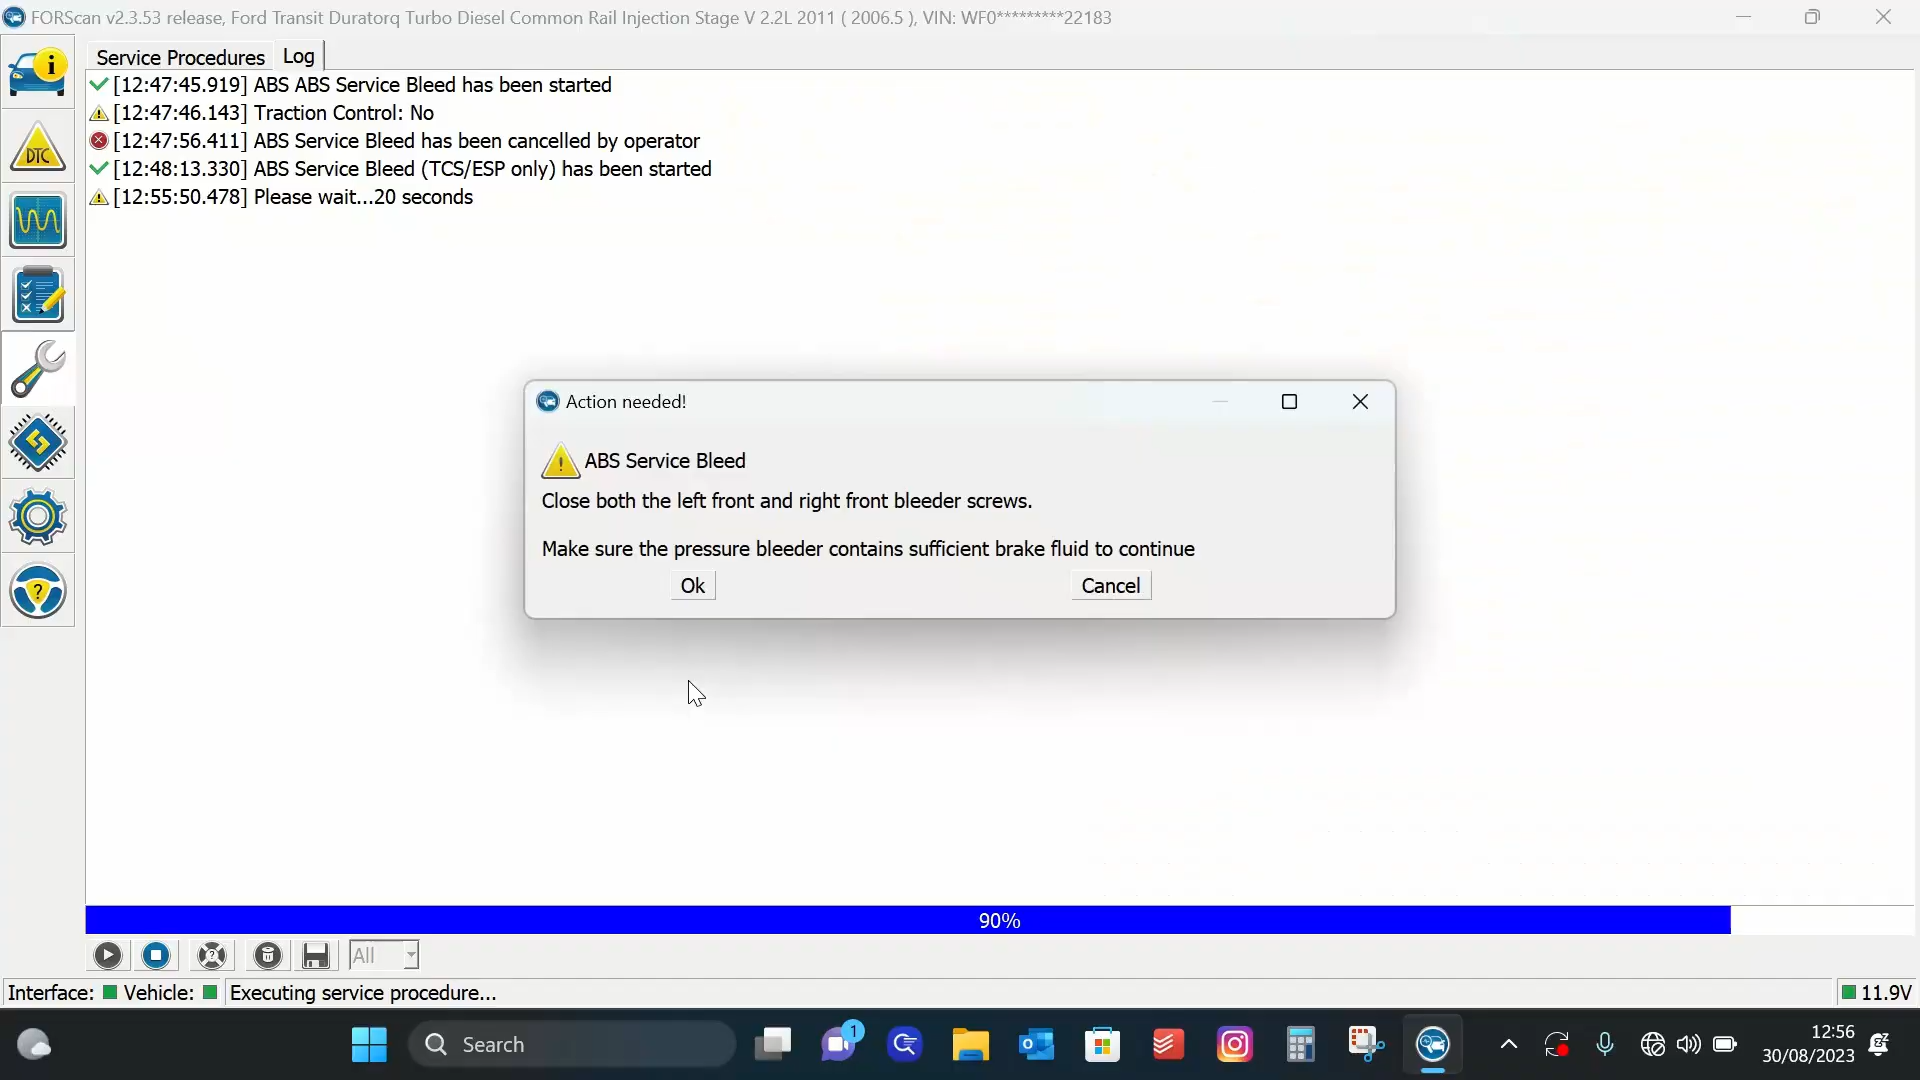 FORScan v2.3.53 release, Ford Transit Duratorq Turbo Diesel Common Rail Injection Stage V 2.2L 2011 ( 2006.5 ), VIN: WF0*********22183
Service Procedures Log
[12:47:45.919] ABS ABS Service Bleed has been started
[12:47:46.143] Traction Control: No
[12:47:56.411] ABS Service Bleed has been cancelled by operator
[12:48:13.330] ABS Service Bleed (TCS/ESP only) has been started
[12:55:50.478] Please wait...20 seconds
DTC
Action needed!
ABS Service Bleed
Close both the left front and right front bleeder screws.
Make sure the pressure bleeder contains sufficient brake fluid to continue
Ok Cancel
90%
All
Interface: Vehicle: Executing service procedure... 11.9V
Search
1
12:56
30/08/2023